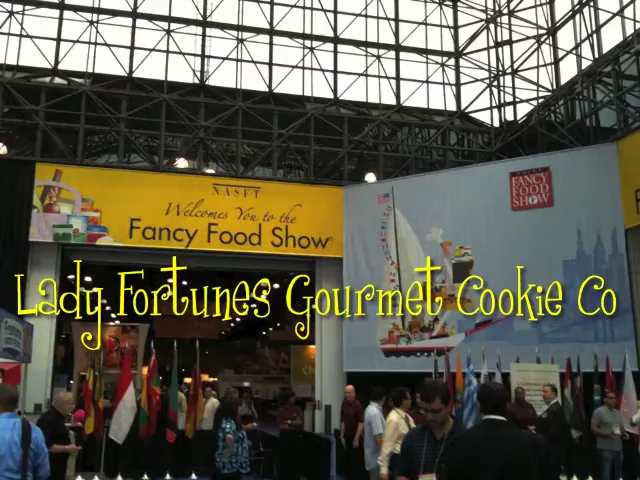 NASFT
Welcomes You to the
Fancy Food Show
FANCY
FOOD
SHOW
Lady Fortunes Gourmet Cookie Co